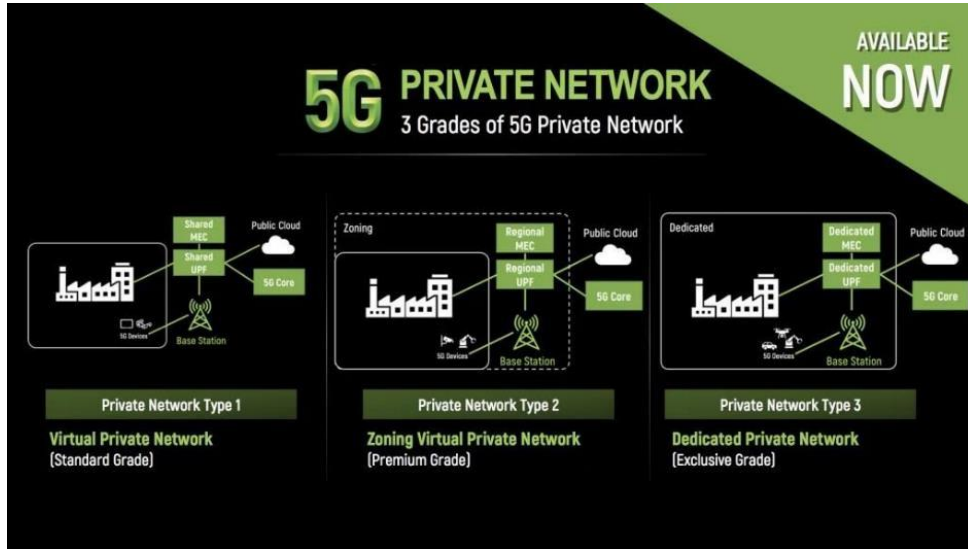 AVAILABLE
NOW
5G PRIVATE NETWORK
3 Grades of 5G Private Network
Shared
MEC
Shared
UPF
Public Cloud
5G Core
5G Devices
Base Station
Private Network Type 1
Virtual Private Network
(Standard Grade)
Zoning
Regional
MEC
Regional
UPF
Public Cloud
5G Core
5G Devices
Base Station
Private Network Type 2
Zoning Virtual Private Network
(Premium Grade)
Dedicated
Dedicated
MEC
Dedicated
UPF
Public Cloud
5G Core
5G Devices
Base Station
Private Network Type 3
Dedicated Private Network
(Exclusive Grade)